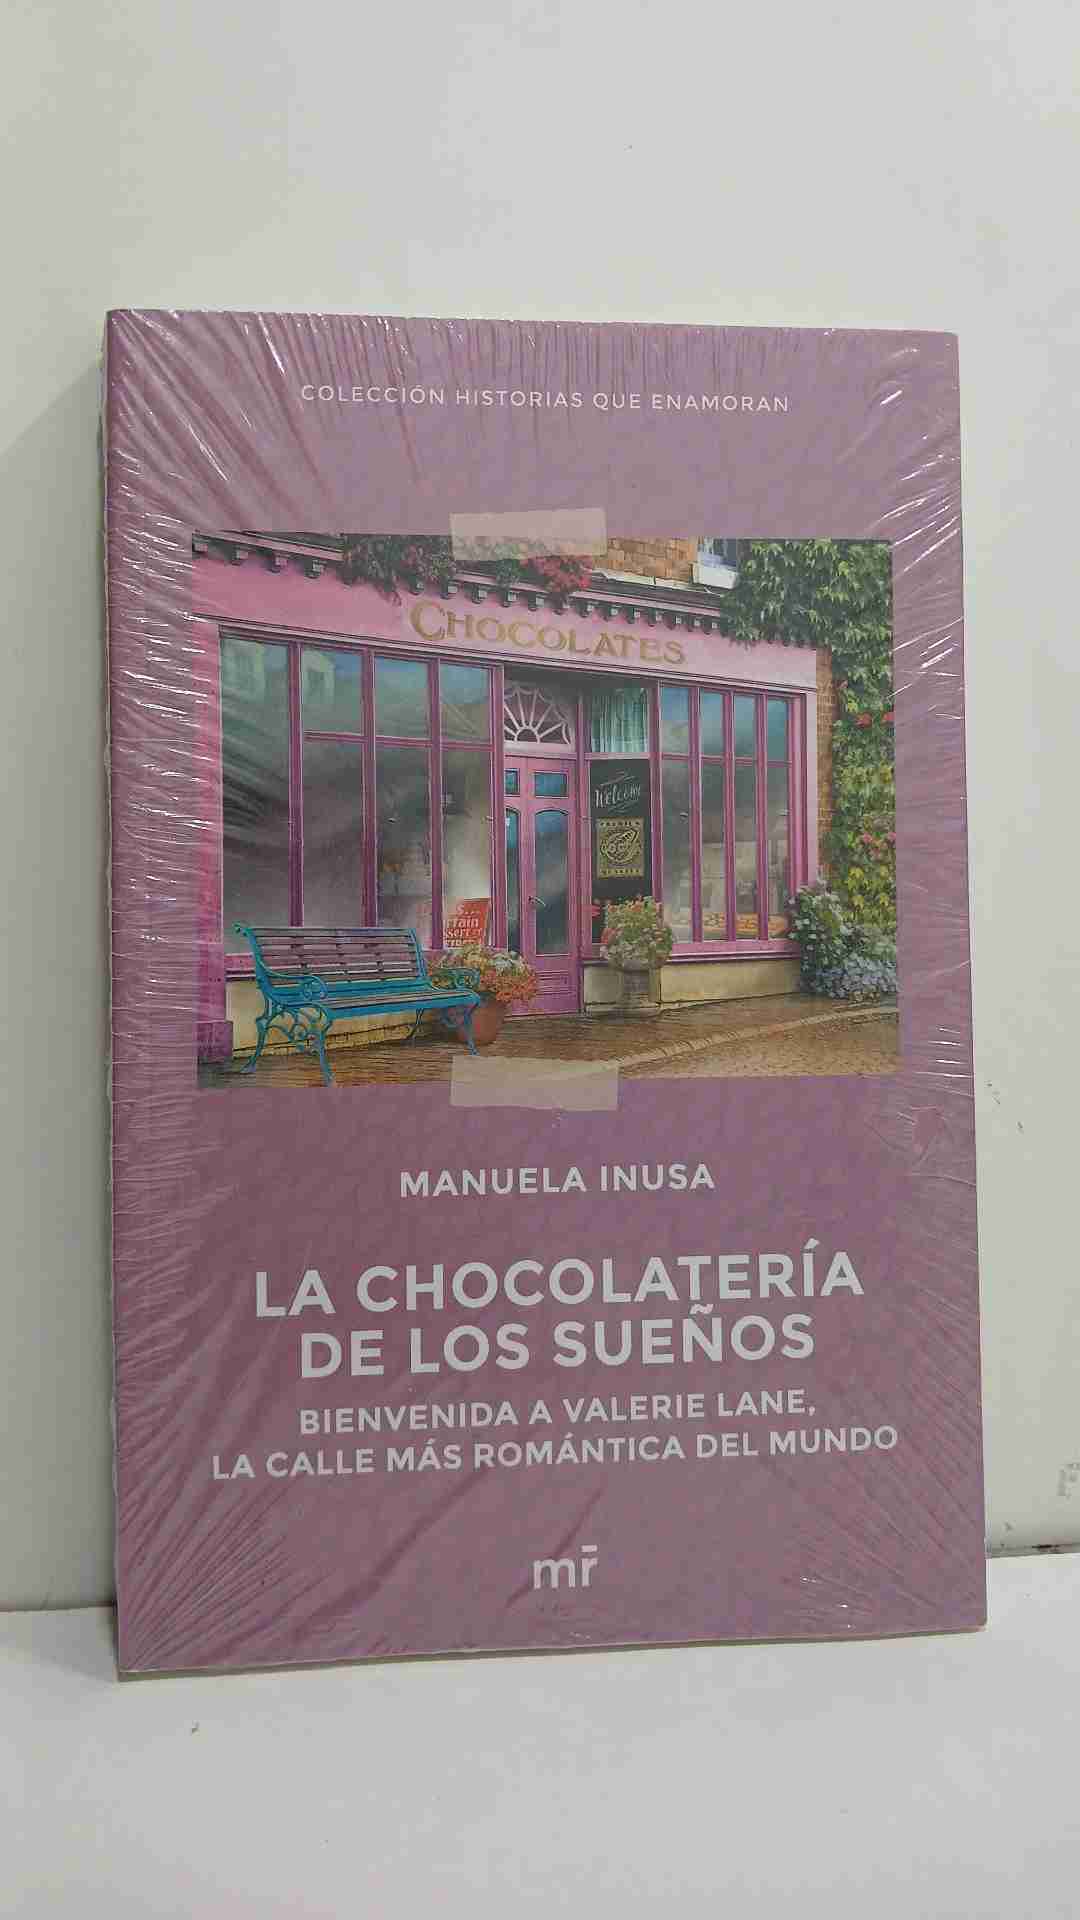 COLECCIÓN HISTORIAS QUE ENAMORAN
CHOCOLATES
Welcome
MANUELA INUSA
LA CHOCOLATERÍA
DE LOS SUEÑOS
BIENVENIDA A VALERIE LANE,
LA CALLE MÁS ROMÁNTICA DEL MUNDO
mr̄